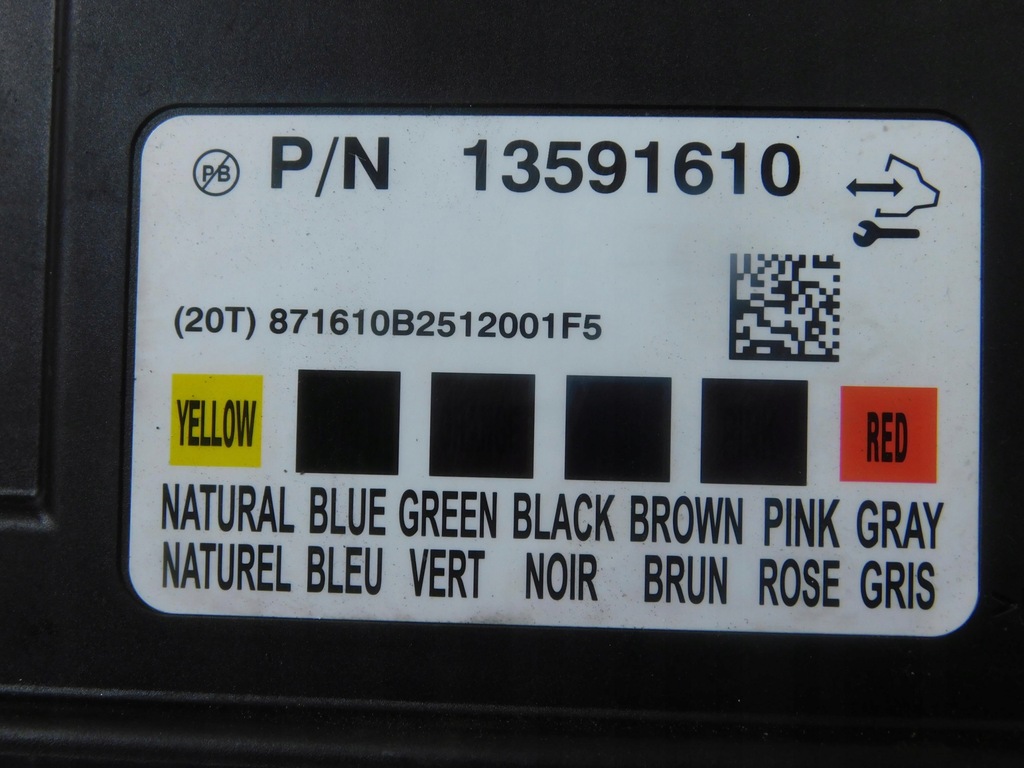 PB P/N 13591610
(20T) 871610B2512001F5
YELLOW RED
NATURAL BLUE GREEN BLACK BROWN PINK GRAY
NATUREL BLEU VERT NOIR BRUN ROSE GRIS